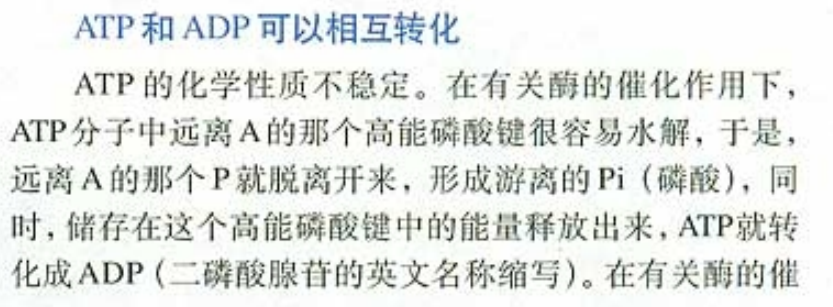 ATP和ADP可以相互转化
ATP的化学性质不稳定。在有关酶的催化作用下，
ATP分子中远离A的那个高能磷酸键很容易水解，于是，
远离A的那个P就脱离开来，形成游离的Pi（磷酸），同
时，储存在这个高能磷酸键中的能量释放出来，ATP就转
化成ADP（二磷酸腺苷的英文名称缩写）。在有关酶的催